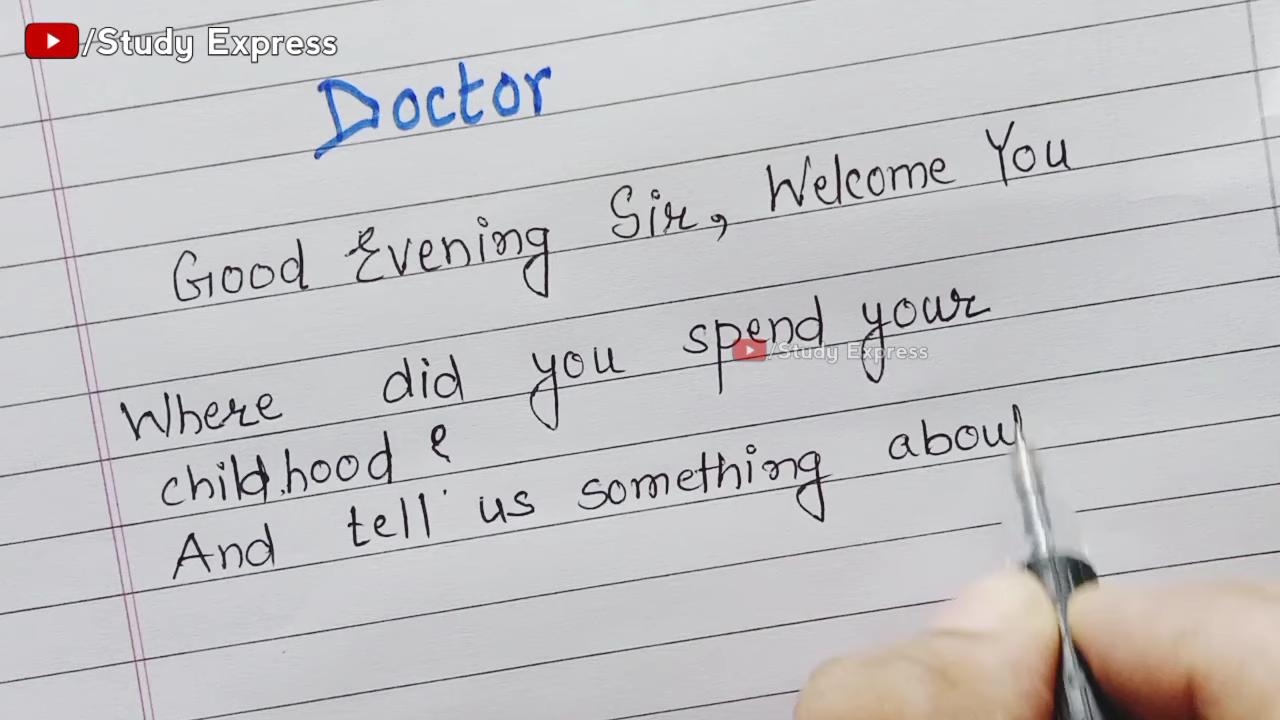 /Study Express
Doctor
Good Evening Sir, Welcome You
Where did you spend your
/Study Express
childhood ?
And tell us something about